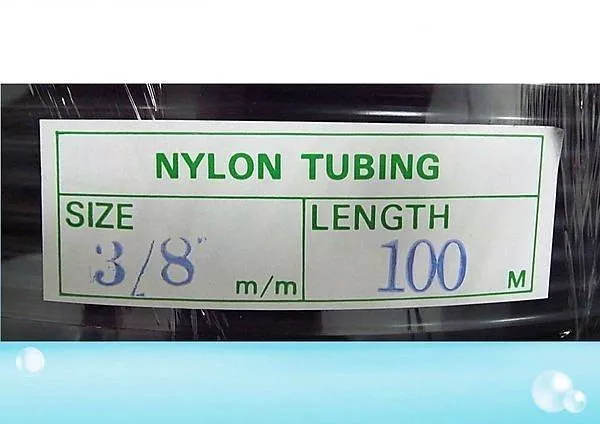 NYLON TUBING
SIZE
3/8" m/m
LENGTH
100 M